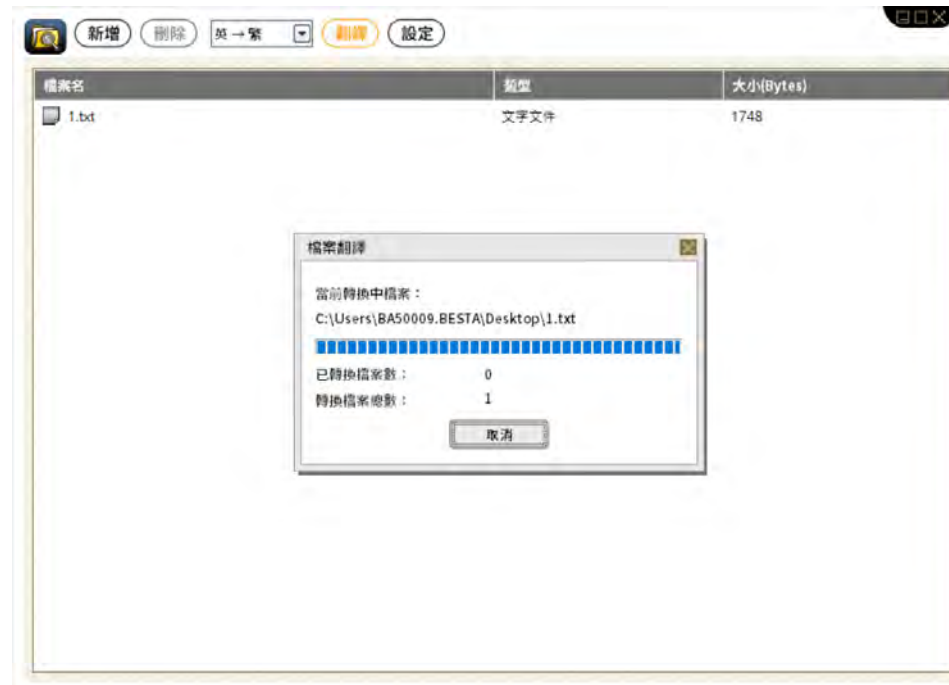 新增 刪除 英→繁 翻譯 設定
檔案名 類型 大小(Bytes)
1.txt 文字文件 1748
檔案翻譯
當前轉換中檔案：
C:\Users\BA50009.BESTA\Desktop\1.txt
已轉換檔案數： 0
轉換檔案總數： 1
取消